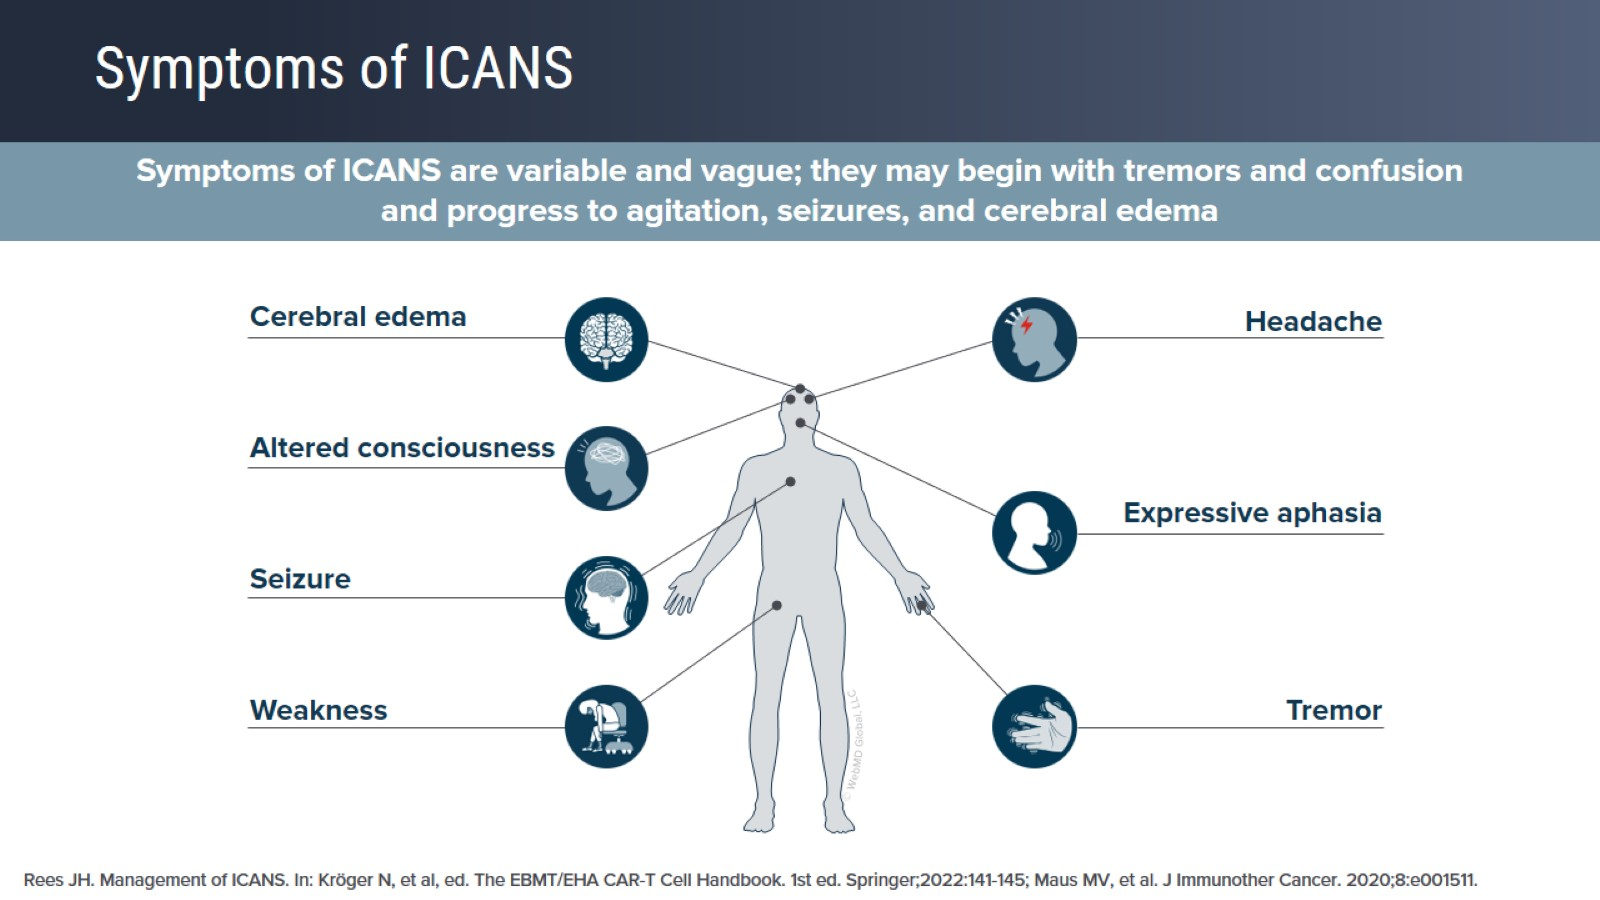 Symptoms of ICANS
Symptoms of ICANS are variable and vague; they may begin with tremors and confusion
and progress to agitation, seizures, and cerebral edema
Cerebral edema
Headache
Altered consciousness
Expressive aphasia
Seizure
Weakness
Tremor
© WebMD Global, LLC
Rees JH. Management of ICANS. In: Kröger N, et al, ed. The EBMT/EHA CAR-T Cell Handbook. 1st ed. Springer;2022:141-145; Maus MV, et al. J Immunother Cancer. 2020;8:e001511.